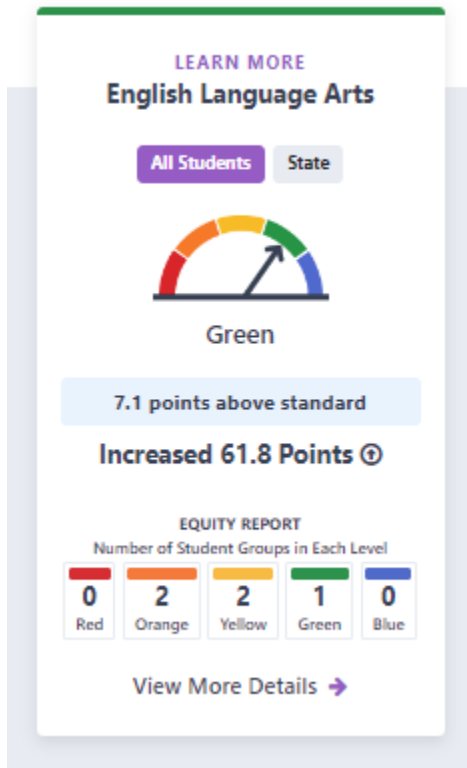 LEARN MORE
English Language Arts
All Students State
Green
7.1 points above standard
Increased 61.8 Points
EQUITY REPORT
Number of Student Groups in Each Level
0 2 2 1 0
Red Orange Yellow Green Blue
View More Details